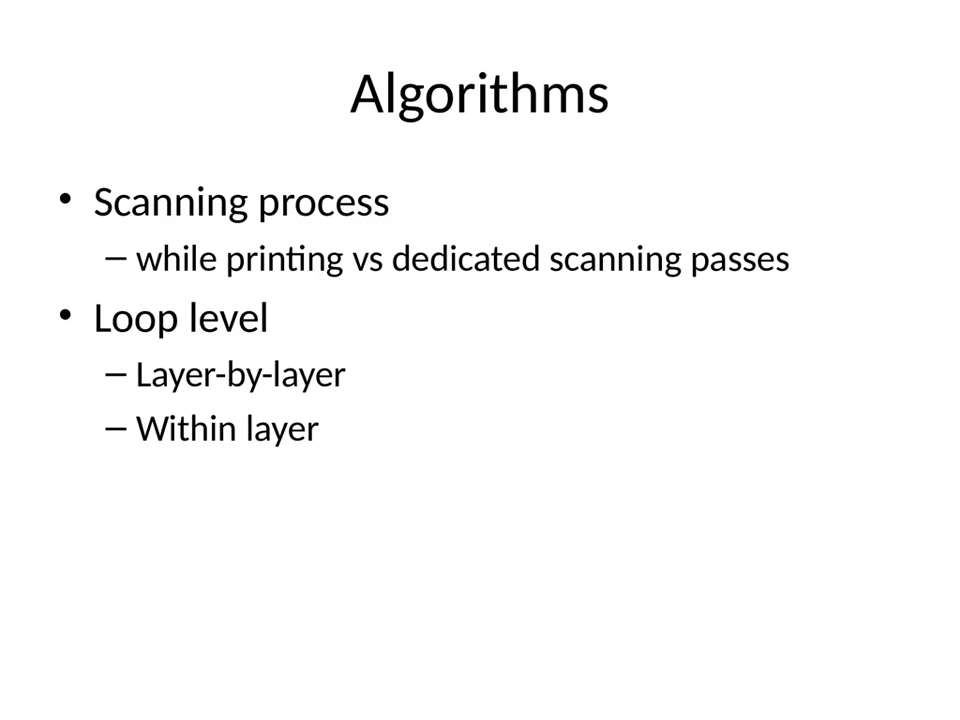 Algorithms
• Scanning process
– while printing vs dedicated scanning passes
• Loop level
– Layer-by-layer
– Within layer